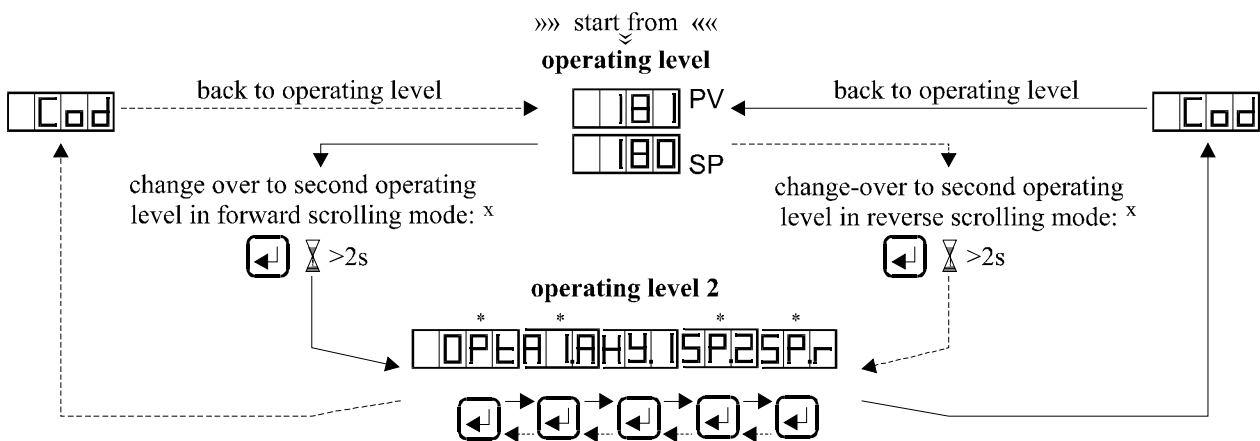 »» start from ««
operating level
back to operating level
back to operating level
Cod
181 PV
Cod
180 SP
change over to second operating
level in forward scrolling mode: x
change-over to second operating
level in reverse scrolling mode: x
>2s
>2s
operating level 2
* * * *
OPt A1.A HY.1 SP.2 SP.r